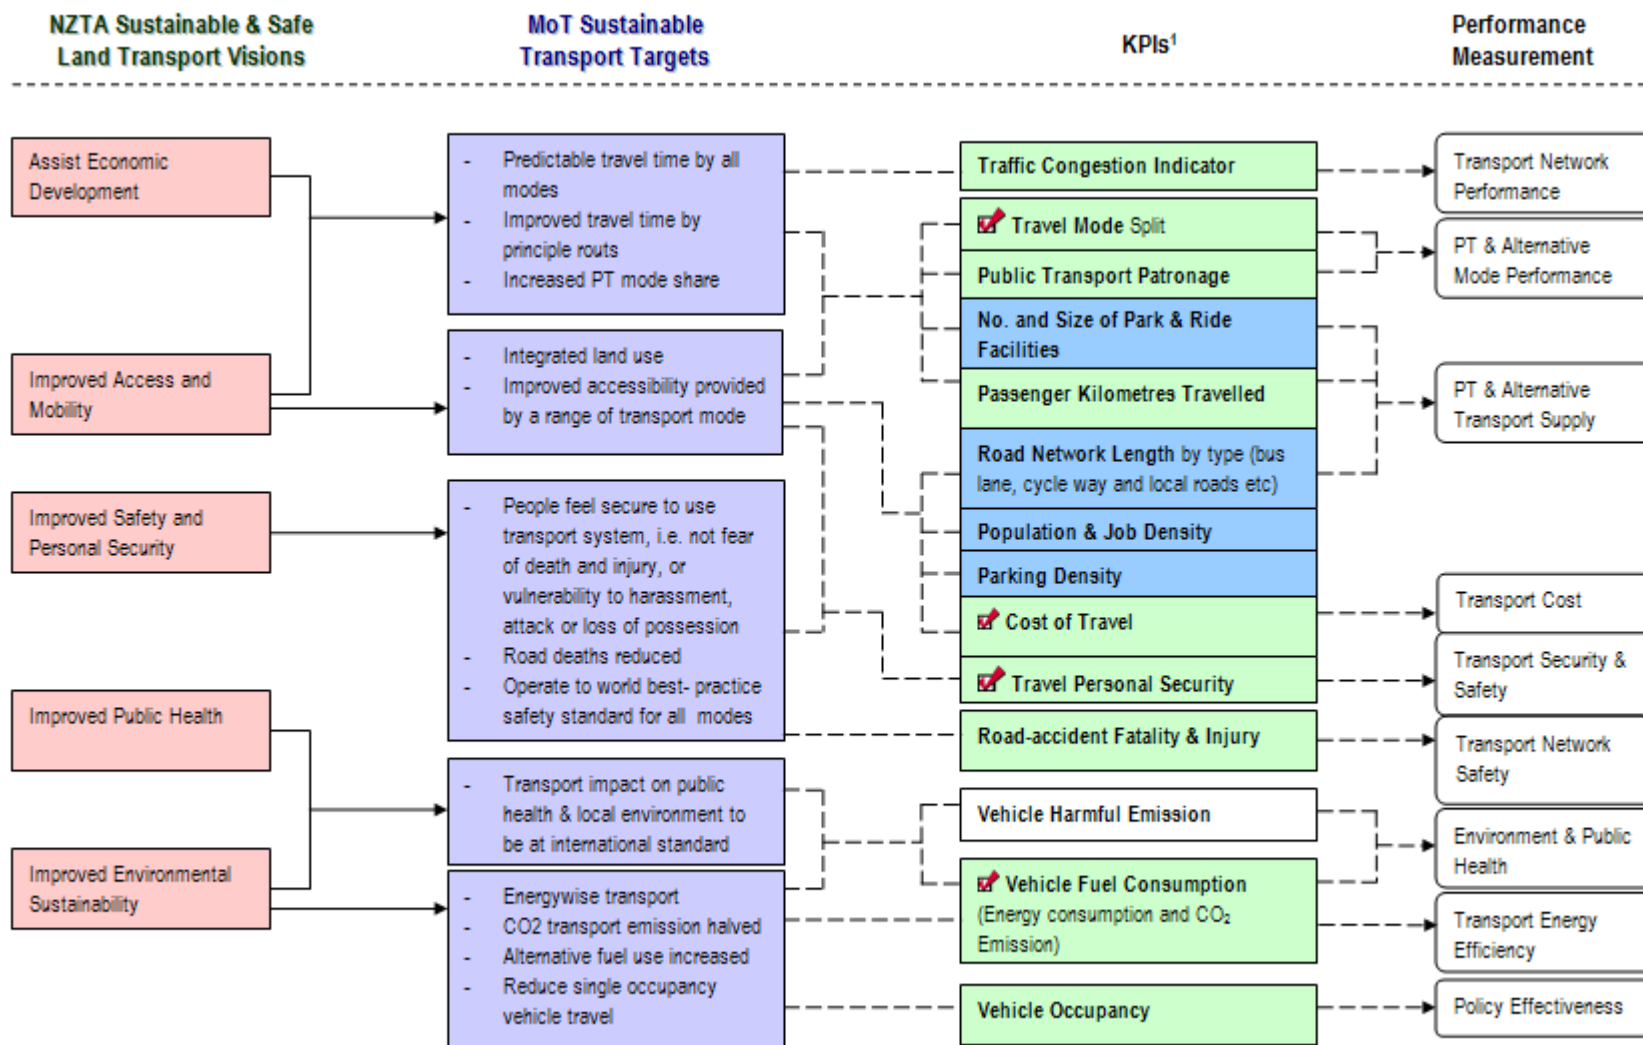 NZTA Sustainable & Safe
Land Transport Visions
MoT Sustainable
Transport Targets
KPIs¹
Performance
Measurement
Assist Economic
Development
Improved Access and
Mobility
Improved Safety and
Personal Security
Improved Public Health
Improved Environmental
Sustainability
- Predictable travel time by all
modes
- Improved travel time by
principle routs
- Increased PT mode share
- Integrated land use
- Improved accessibility provided
by a range of transport mode
- People feel secure to use
transport system, i.e. not fear
of death and injury, or
vulnerability to harassment,
attack or loss of possession
- Road deaths reduced
- Operate to world best- practice
safety standard for all modes
- Transport impact on public
health & local environment to
be at international standard
- Energywise transport
- CO2 transport emission halved
- Alternative fuel use increased
- Reduce single occupancy
vehicle travel
Traffic Congestion Indicator
Travel Mode Split
Public Transport Patronage
No. and Size of Park & Ride
Facilities
Passenger Kilometres Travelled
Road Network Length by type (bus
lane, cycle way and local roads etc)
Population & Job Density
Parking Density
Cost of Travel
Travel Personal Security
Road-accident Fatality & Injury
Vehicle Harmful Emission
Vehicle Fuel Consumption
(Energy consumption and CO₂
Emission)
Vehicle Occupancy
Transport Network
Performance
PT & Alternative
Mode Performance
PT & Alternative
Transport Supply
Transport Cost
Transport Security &
Safety
Transport Network
Safety
Environment & Public
Health
Transport Energy
Efficiency
Policy Effectiveness